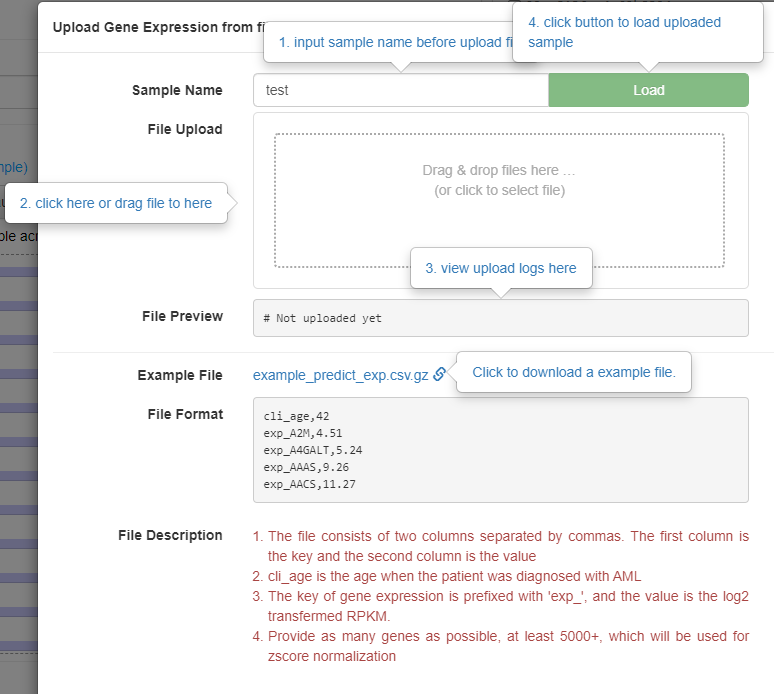 Upload Gene Expression from fi
1. input sample name before upload fi
4. click button to load uploaded
sample
Sample Name
test
Load
File Upload
Drag & drop files here ...
(or click to select file)
mple)
2. click here or drag file to here
ple acr
3. view upload logs here
File Preview
# Not uploaded yet
Example File
example_predict_exp.csv.gz
Click to download a example file.
File Format
cli_age,42
exp_A2M,4.51
exp_A4GALT,5.24
exp_AAAS,9.26
exp_AACS,11.27
File Description
1. The file consists of two columns separated by commas. The first column is
the key and the second column is the value
2. cli_age is the age when the patient was diagnosed with AML
3. The key of gene expression is prefixed with 'exp_', and the value is the log2
transfermed RPKM.
4. Provide as many genes as possible, at least 5000+, which will be used for
zscore normalization